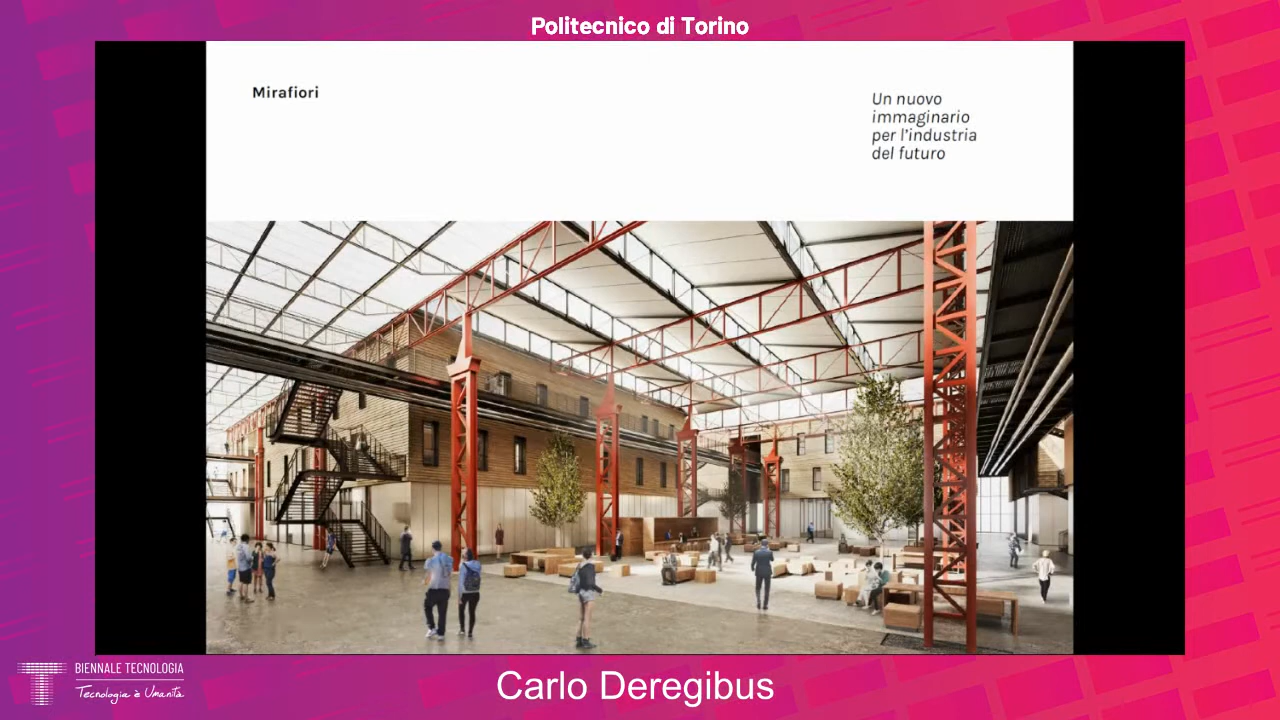 Politecnico di Torino
Mirafiori
Un nuovo
immaginario
per l'industria
del futuro
BIENNALE TECNOLOGIA
Tecnologia è Umanità
Carlo Deregibus